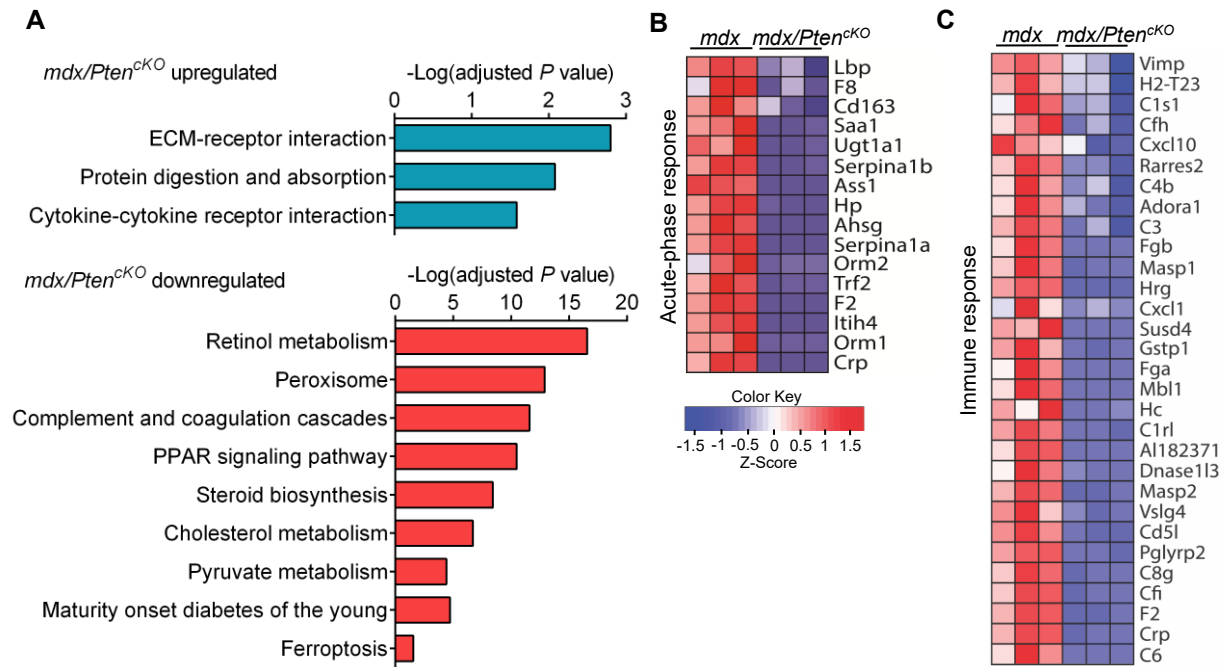 A
mdx/Pten^cKO upregulated
-Log(adjusted P value)
0 1 2 3
ECM-receptor interaction
Protein digestion and absorption
Cytokine-cytokine receptor interaction
mdx/Pten^cKO downregulated
-Log(adjusted P value)
0 5 10 15 20
Retinol metabolism
Peroxisome
Complement and coagulation cascades
PPAR signaling pathway
Steroid biosynthesis
Cholesterol metabolism
Pyruvate metabolism
Maturity onset diabetes of the young
Ferroptosis
B
mdx mdx/Pten^cKO
Acute-phase response
Lbp
F8
Cd163
Saa1
Ugt1a1
Serpina1b
Ass1
Hp
Ahsg
Serpina1a
Orm2
Trf2
F2
Itih4
Orm1
Crp
Color Key
-1.5 -1 -0.5 0 0.5 1 1.5
Z-Score
C
mdx mdx/Pten^cKO
Immune response
Vimp
H2-T23
C1s1
Cfh
Cxcl10
Rarres2
C4b
Adora1
C3
Fgb
Masp1
Hrg
Cxcl1
Susd4
Gstp1
Fga
Mbl1
Hc
C1rl
AI182371
Dnase1l3
Masp2
Vsig4
Cd5l
Pglyrp2
C8g
Cfi
F2
Crp
C6